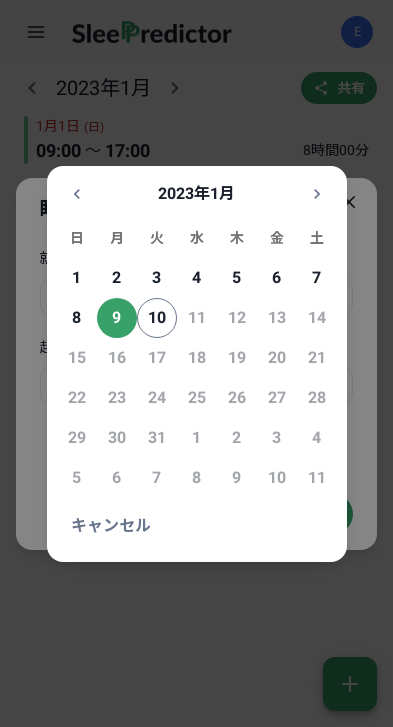 SleePredictor
E
2023年1月
共有
1月1日 (日)
09:00 〜 17:00
8時間00分
2023年1月
日 月 火 水 木 金 土
1 2 3 4 5 6 7
8 9 10 11 12 13 14
15 16 17 18 19 20 21
22 23 24 25 26 27 28
29 30 31 1 2 3 4
5 6 7 8 9 10 11
キャンセル